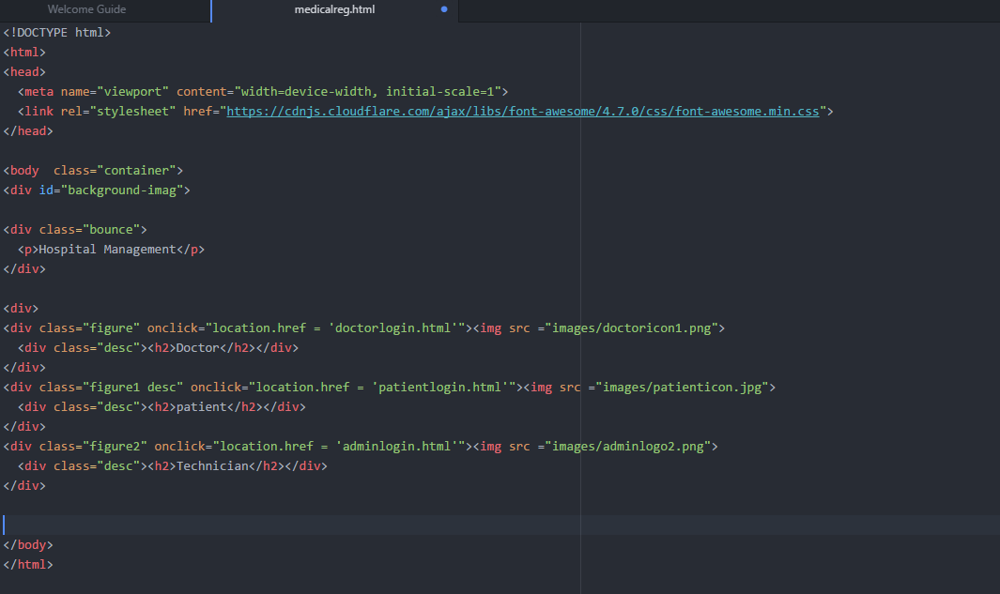 Welcome Guide
medicalreg.html
<!DOCTYPE html>
<html>
<head>
  <meta name="viewport" content="width=device-width, initial-scale=1">
  <link rel="stylesheet" href="https://cdnjs.cloudflare.com/ajax/libs/font-awesome/4.7.0/css/font-awesome.min.css">
</head>

<body  class="container">
<div id="background-imag">

<div class="bounce">
  <p>Hospital Management</p>
</div>

<div>
<div class="figure" onclick="location.href = 'doctorlogin.html'"><img src ="images/doctoricon1.png">
  <div class="desc"><h2>Doctor</h2></div>
</div>
<div class="figure1 desc" onclick="location.href = 'patientlogin.html'"><img src ="images/patienticon.jpg">
  <div class="desc"><h2>patient</h2></div>
</div>
<div class="figure2" onclick="location.href = 'adminlogin.html'"><img src ="images/adminlogo2.png">
  <div class="desc"><h2>Technician</h2></div>
</div>

</body>
</html>